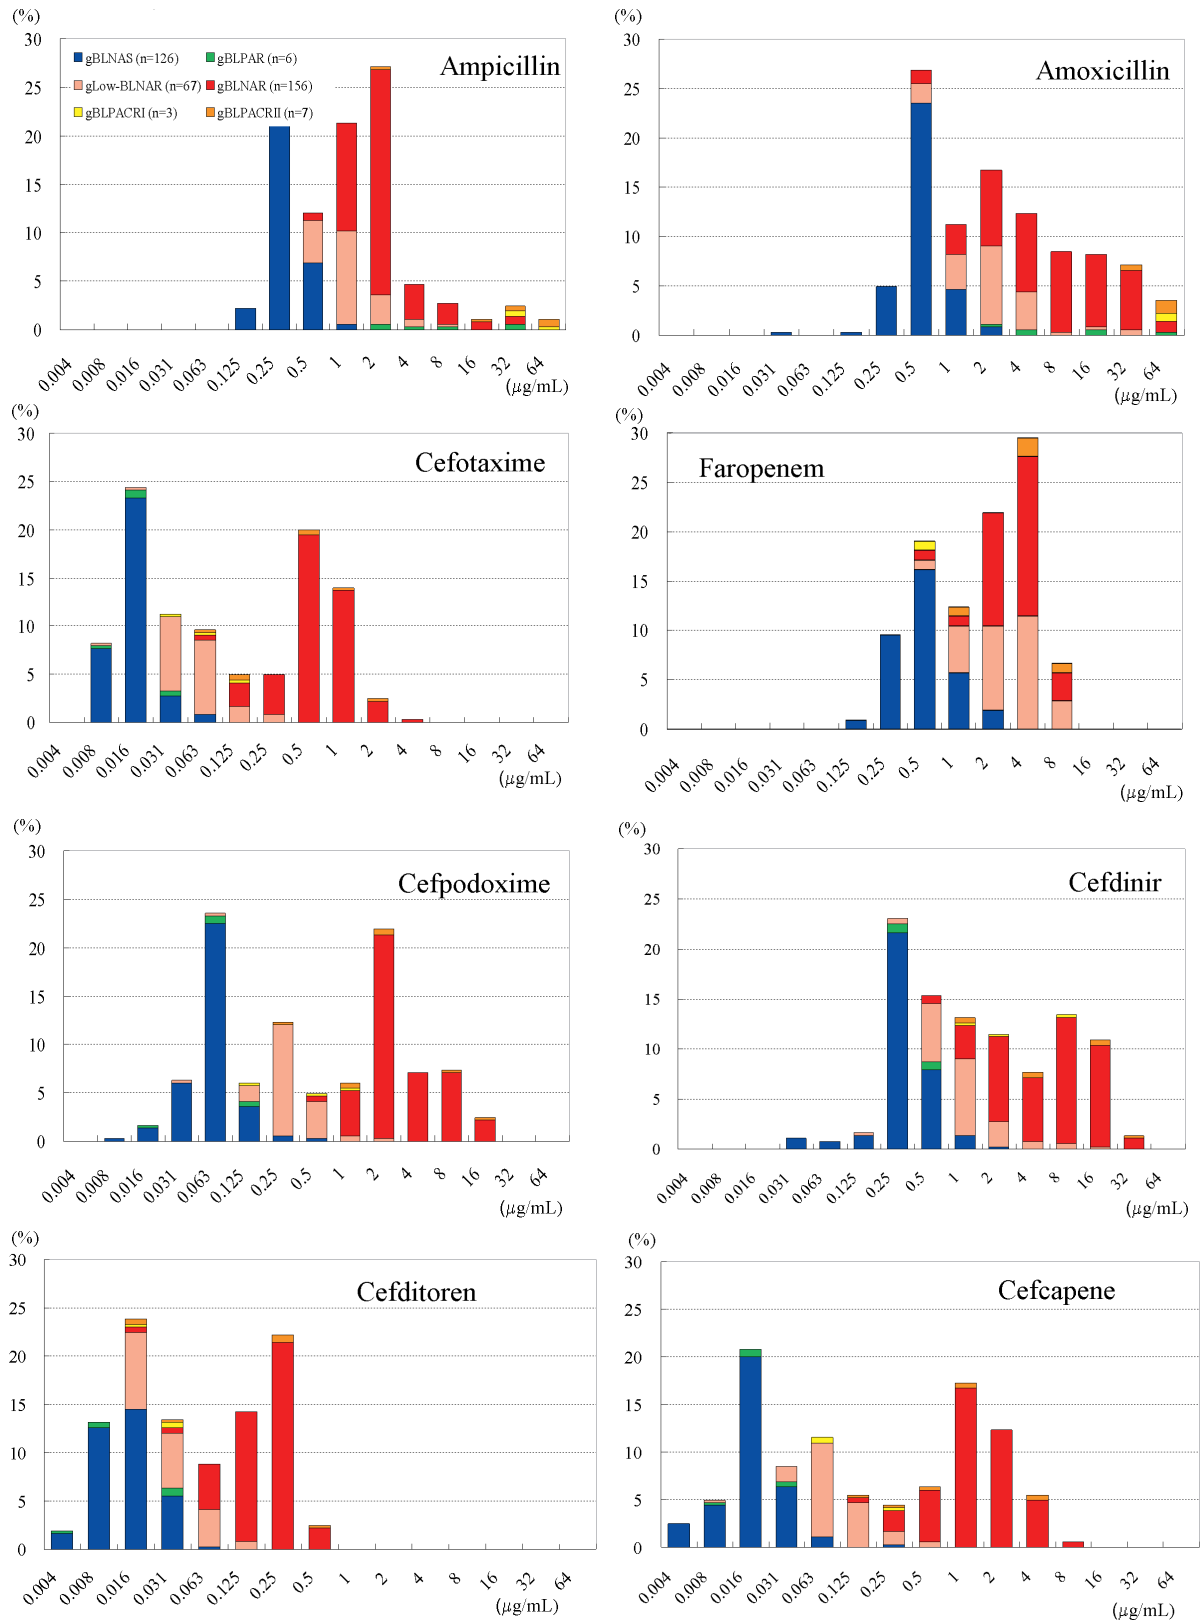 (%)
30
25
20
15
10
5
0
gBLNAS (n=126)
gBLPAR (n=6)
gLow-BLNAR (n=67)
gBLNAR (n=156)
gBLPACRI (n=3)
gBLPACRII (n=7)
Ampicillin
0.004 0.008 0.016 0.031 0.063 0.125 0.25 0.5 1 2 4 8 16 32 64
(μg/mL)
(%)
30
25
20
15
10
5
0
Amoxicillin
0.004 0.008 0.016 0.031 0.063 0.125 0.25 0.5 1 2 4 8 16 32 64
(μg/mL)
(%)
30
25
20
15
10
5
0
Cefotaxime
0.004 0.008 0.016 0.031 0.063 0.125 0.25 0.5 1 2 4 8 16 32 64
(μg/mL)
(%)
30
25
20
15
10
5
0
Faropenem
0.004 0.008 0.016 0.031 0.063 0.125 0.25 0.5 1 2 4 8 16 32 64
(μg/mL)
(%)
30
25
20
15
10
5
0
Cefpodoxime
0.004 0.008 0.016 0.031 0.063 0.125 0.25 0.5 1 2 4 8 16 32 64
(μg/mL)
(%)
30
25
20
15
10
5
0
Cefdinir
0.004 0.008 0.016 0.031 0.063 0.125 0.25 0.5 1 2 4 8 16 32 64
(μg/mL)
(%)
30
25
20
15
10
5
0
Cefditoren
0.004 0.008 0.016 0.031 0.063 0.125 0.25 0.5 1 2 4 8 16 32 64
(μg/mL)
(%)
30
25
20
15
10
5
0
Cefcapene
0.004 0.008 0.016 0.031 0.063 0.125 0.25 0.5 1 2 4 8 16 32 64
(μg/mL)